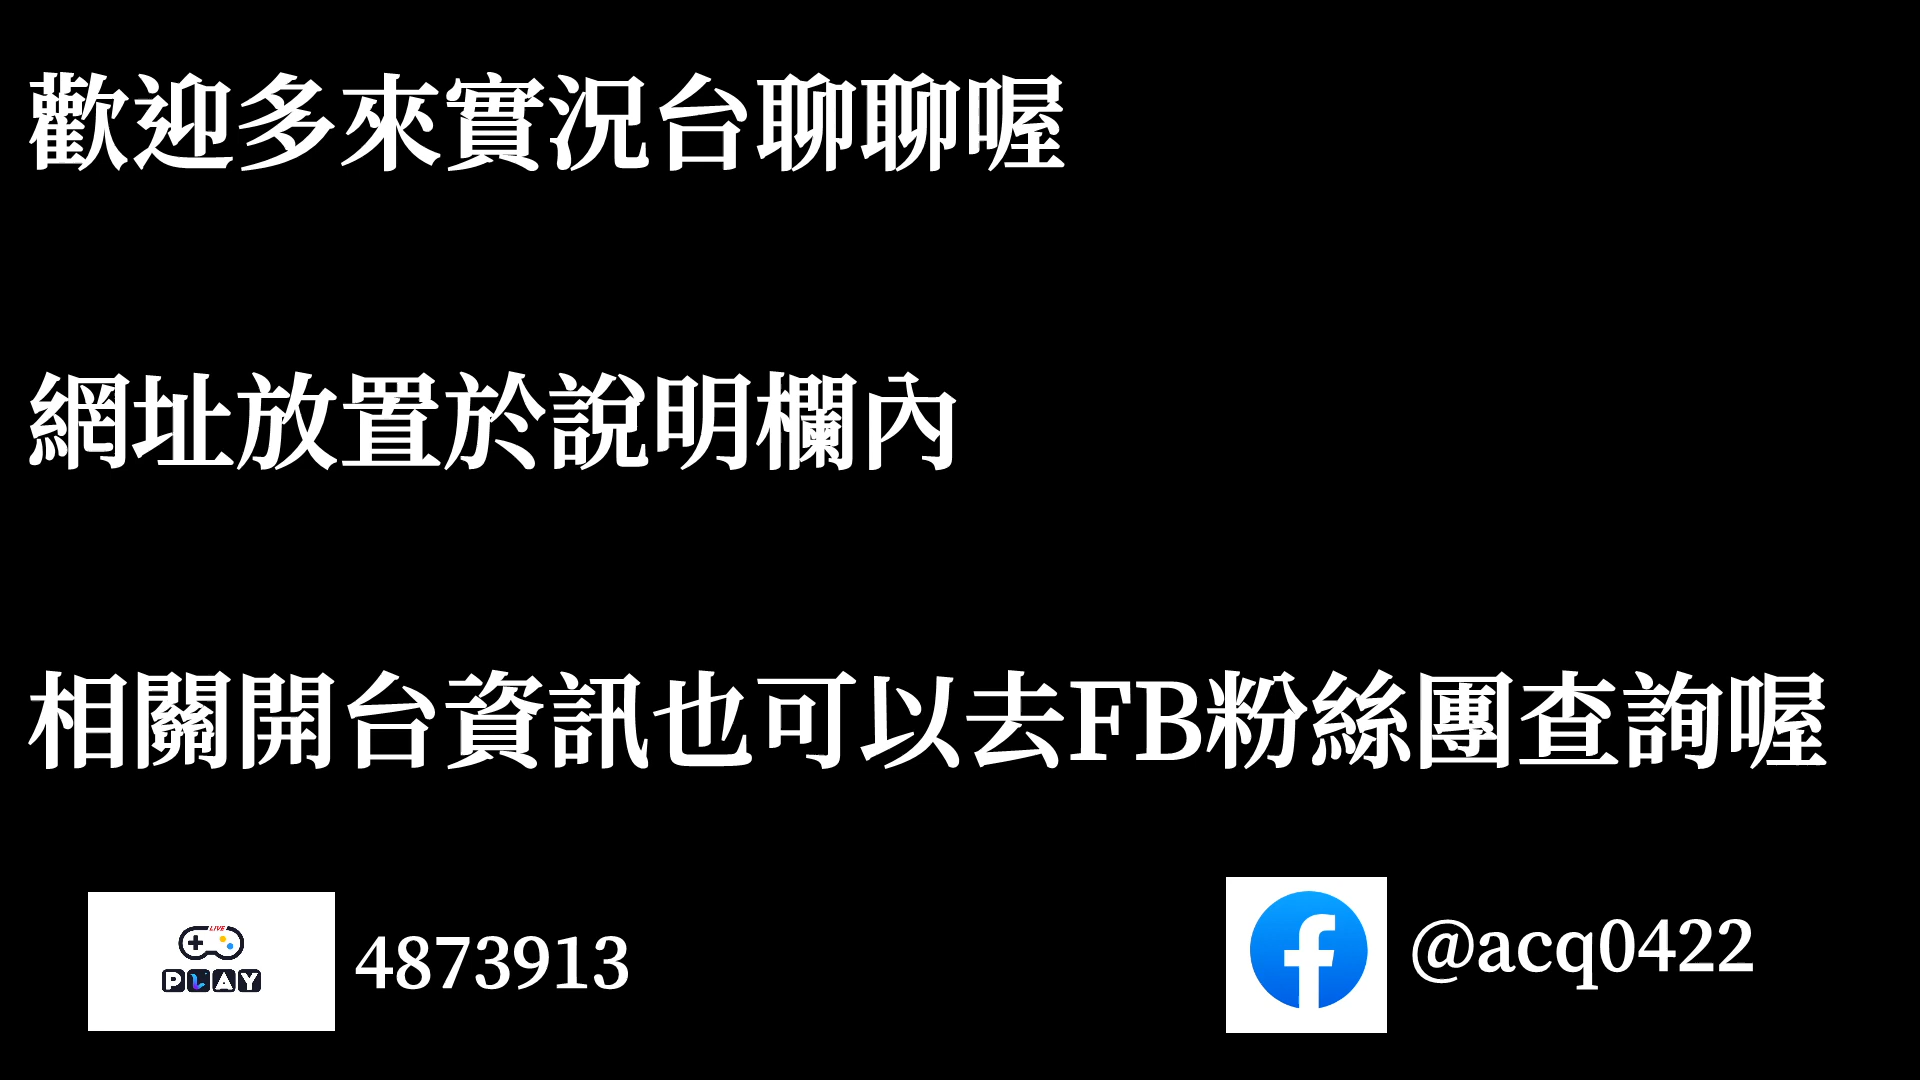 歡迎多來實況台聊聊喔
網址放置於說明欄內
相關開台資訊也可以去FB粉絲團查詢喔
LIVE
PLAY
4873913
@acq0422